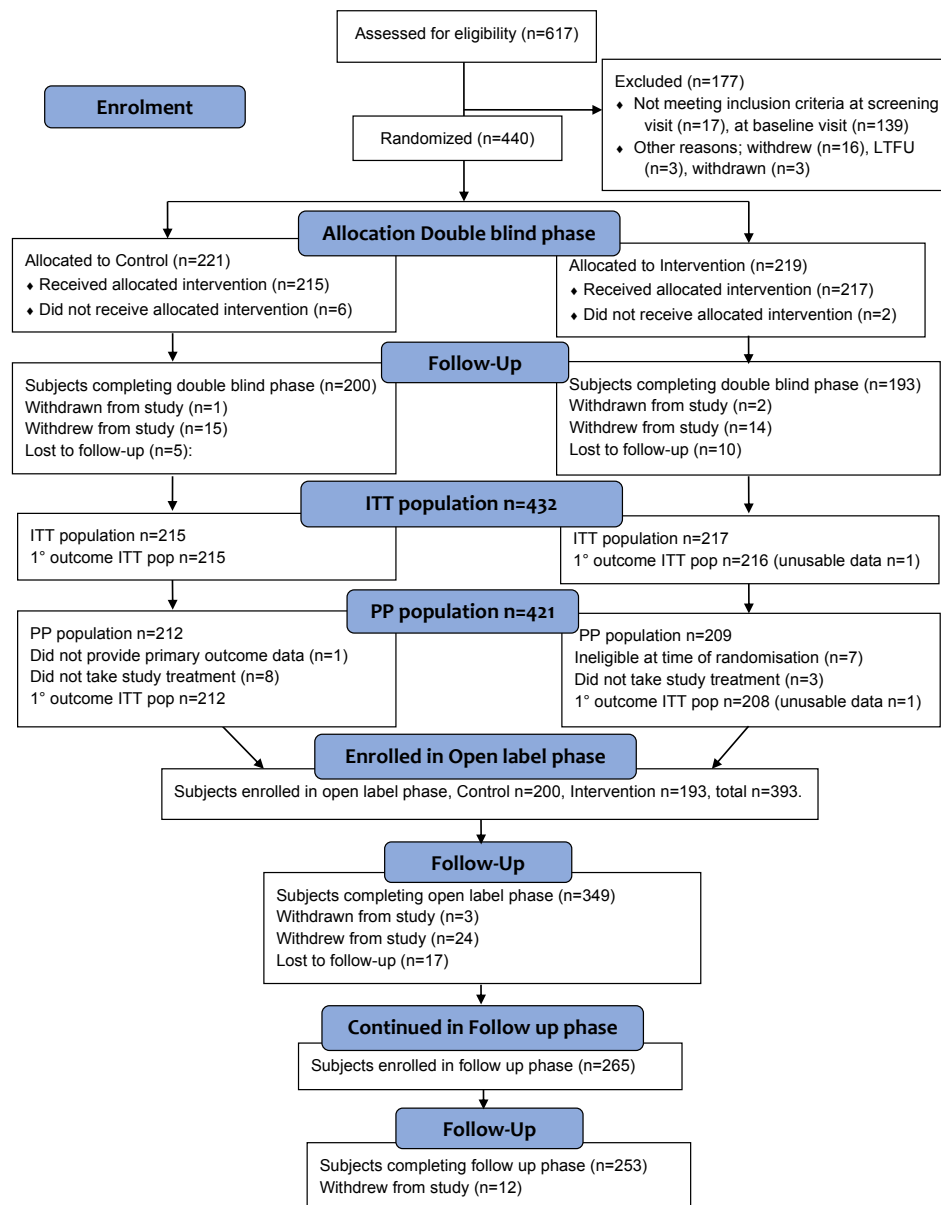 Assessed for eligibility (n=617)
Enrolment
Excluded (n=177)
♦ Not meeting inclusion criteria at screening
visit (n=17), at baseline visit (n=139)
♦ Other reasons; withdrew (n=16), LTFU
(n=3), withdrawn (n=3)
Randomized (n=440)
Allocation Double blind phase
Allocated to Control (n=221)
♦ Received allocated intervention (n=215)
♦ Did not receive allocated intervention (n=6)
Allocated to Intervention (n=219)
♦ Received allocated intervention (n=217)
♦ Did not receive allocated intervention (n=2)
Follow-Up
Subjects completing double blind phase (n=200)
Withdrawn from study (n=1)
Withdrew from study (n=15)
Lost to follow-up (n=5):
Subjects completing double blind phase (n=193)
Withdrawn from study (n=2)
Withdrew from study (n=14)
Lost to follow-up (n=10)
ITT population n=432
ITT population n=215
1° outcome ITT pop n=215
ITT population n=217
1° outcome ITT pop n=216 (unusable data n=1)
PP population n=421
PP population n=212
Did not provide primary outcome data (n=1)
Did not take study treatment (n=8)
1° outcome ITT pop n=212
PP population n=209
Ineligible at time of randomisation (n=7)
Did not take study treatment (n=3)
1° outcome ITT pop n=208 (unusable data n=1)
Enrolled in Open label phase
Subjects enrolled in open label phase, Control n=200, Intervention n=193, total n=393.
Follow-Up
Subjects completing open label phase (n=349)
Withdrawn from study (n=3)
Withdrew from study (n=24)
Lost to follow-up (n=17)
Continued in Follow up phase
Subjects enrolled in follow up phase (n=265)
Follow-Up
Subjects completing follow up phase (n=253)
Withdrew from study (n=12)